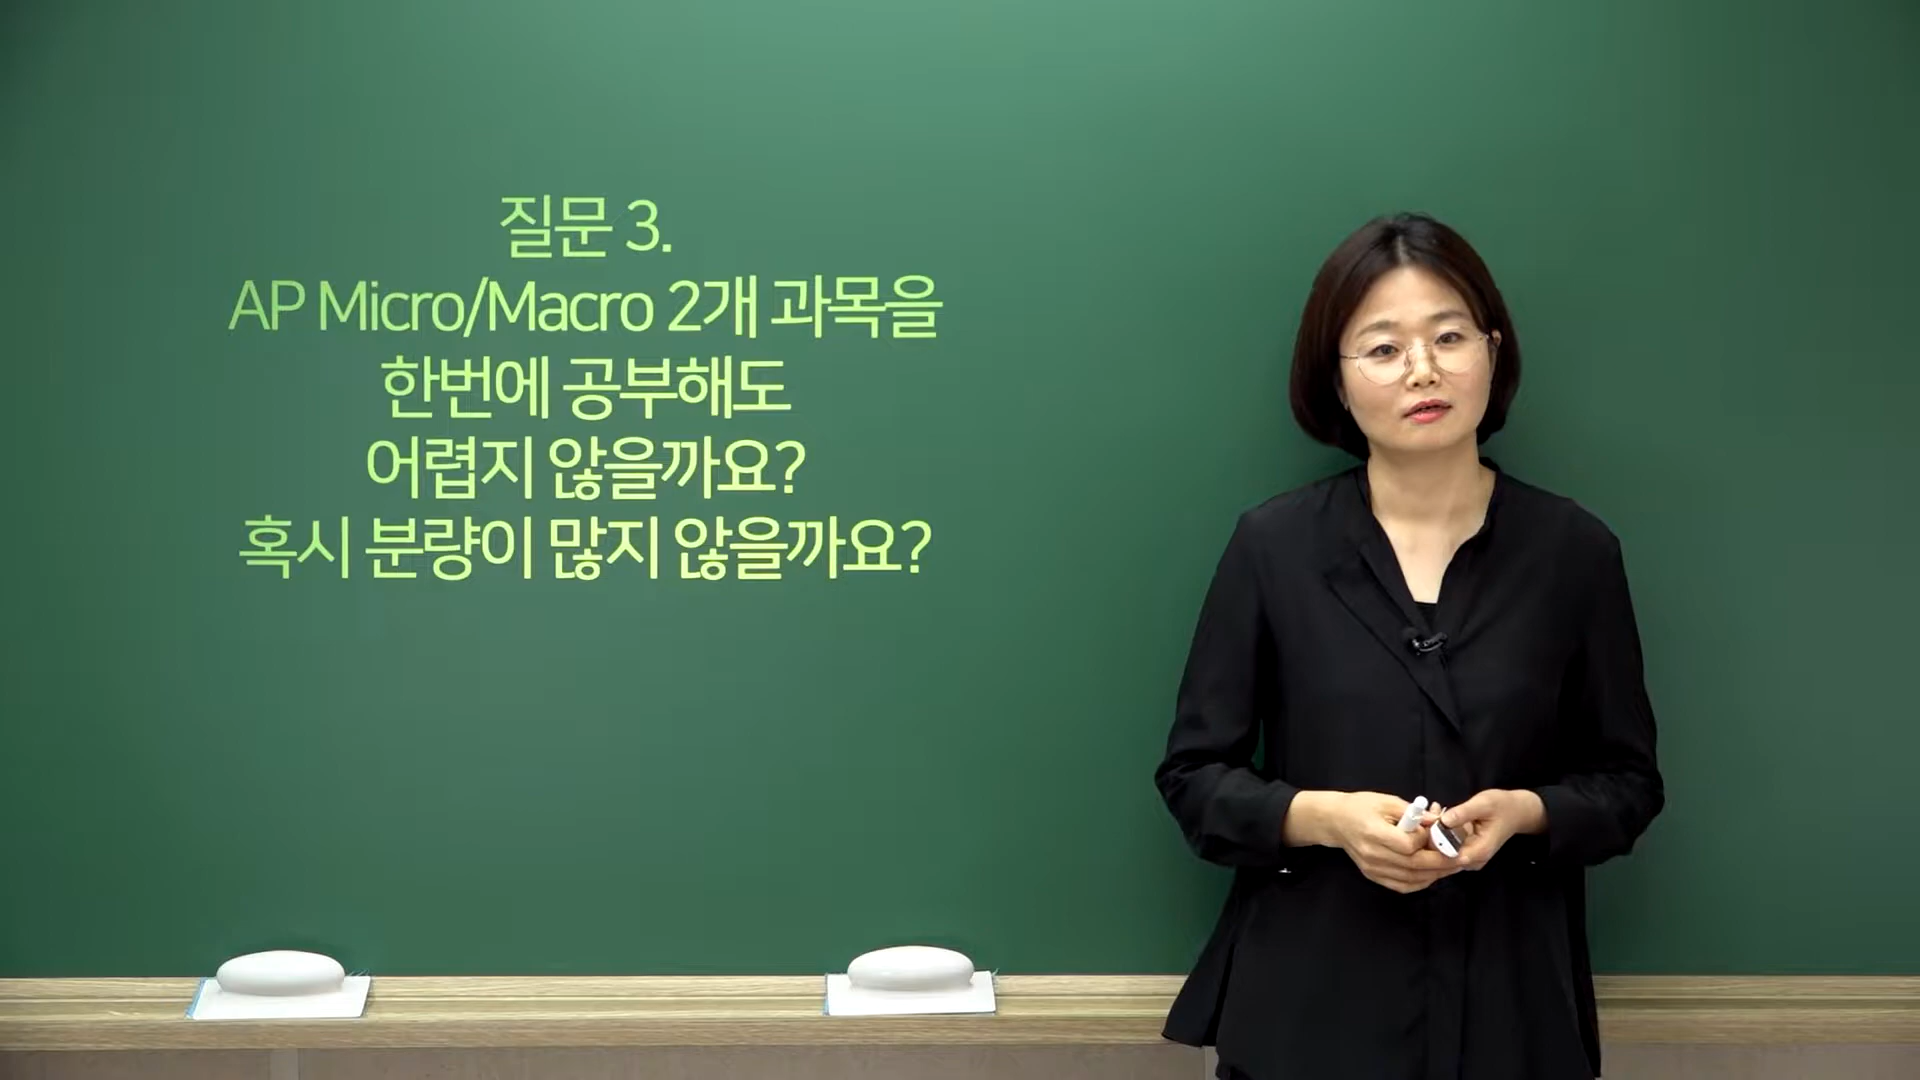 질문 3.
AP Micro/Macro 2개 과목을
한번에 공부해도
어렵지 않을까요?
혹시 분량이 많지 않을까요?